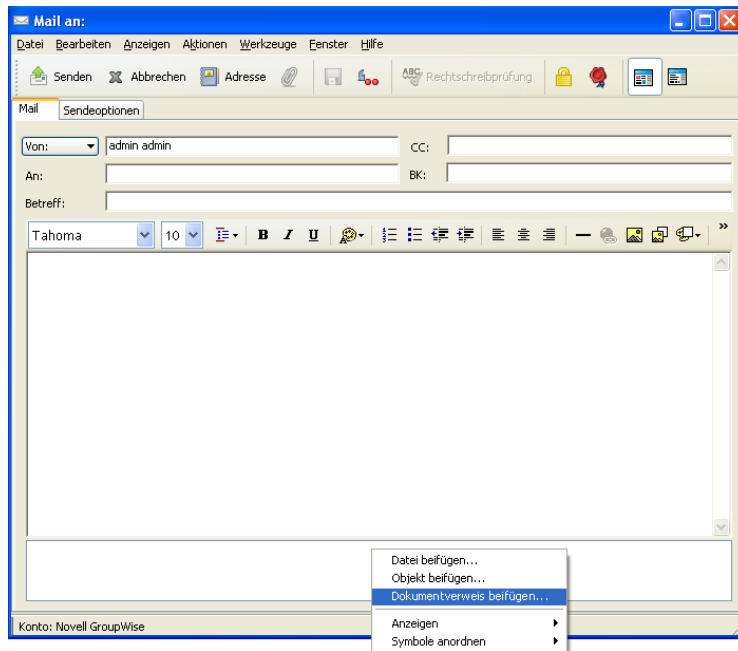 Mail an:
Datei Bearbeiten Anzeigen Aktionen Werkzeuge Fenster Hilfe
Senden Abbrechen Adresse ABC Rechtschreibprüfung
Mail Sendeoptionen
Von: admin admin CC:
An: BK:
Betreff:
Tahoma 10 B I U »
Datei beifügen...
Objekt beifügen...
Dokumentverweis beifügen...
Anzeigen
Symbole anordnen
Konto: Novell GroupWise